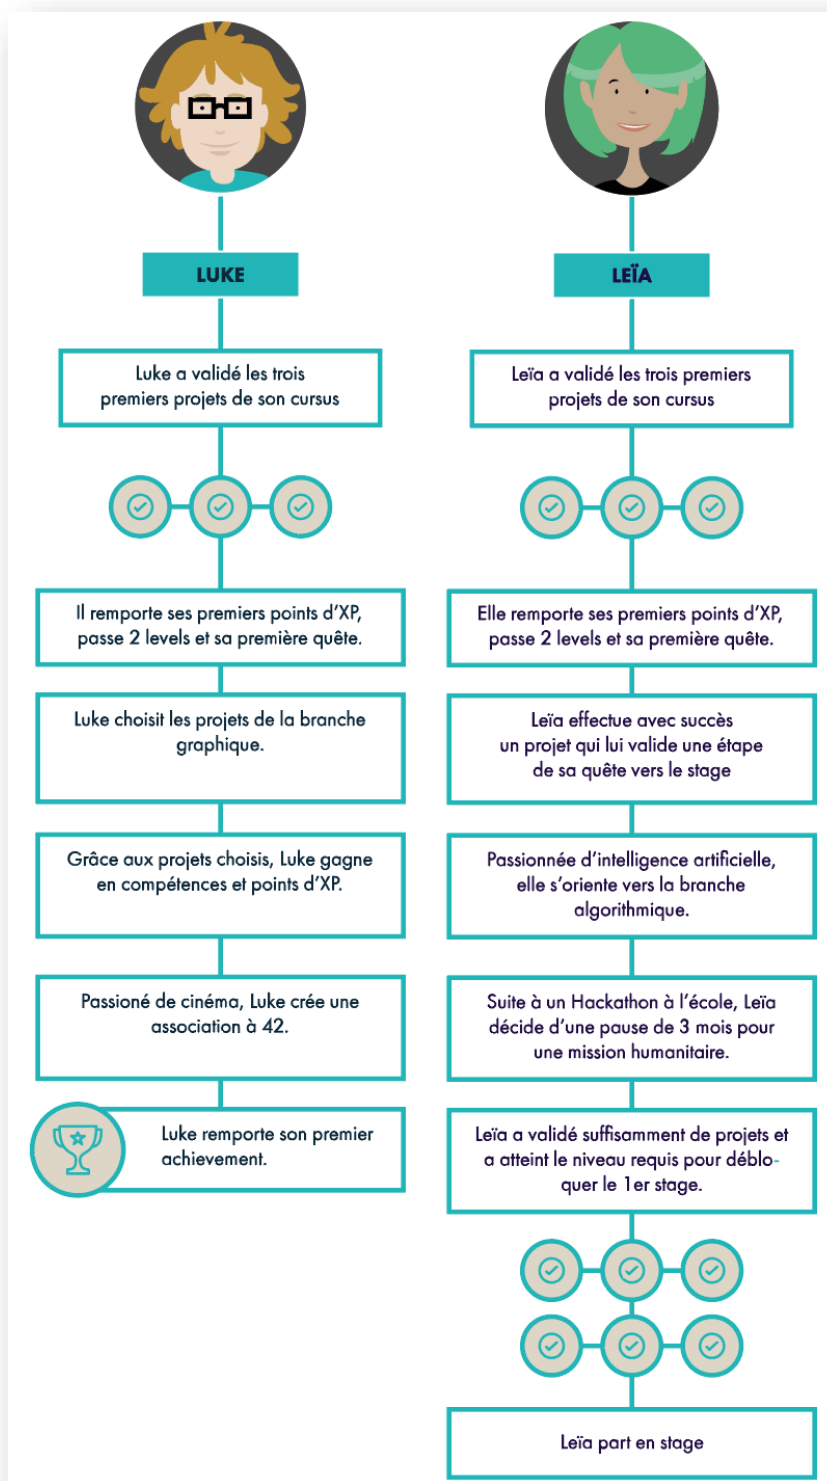 LUKE
Luke a validé les trois
premiers projets de son cursus
Il remporte ses premiers points d’XP,
passe 2 levels et sa première quête.
Luke choisit les projets de la branche
graphique.
Grâce aux projets choisis, Luke gagne
en compétences et points d’XP.
Passioné de cinéma, Luke crée une
association à 42.
Luke remporte son premier
achievement.
LEÏA
Leïa a validé les trois premiers
projets de son cursus
Elle remporte ses premiers points d’XP,
passe 2 levels et sa première quête.
Leïa effectue avec succès
un projet qui lui valide une étape
de sa quête vers le stage
Passionnée d’intelligence artificielle,
elle s’oriente vers la branche
algorithmique.
Suite à un Hackathon à l’école, Leïa
décide d’une pause de 3 mois pour
une mission humanitaire.
Leïa a validé suffisamment de projets et
a atteint le niveau requis pour déblo-
quer le 1er stage.
Leïa part en stage